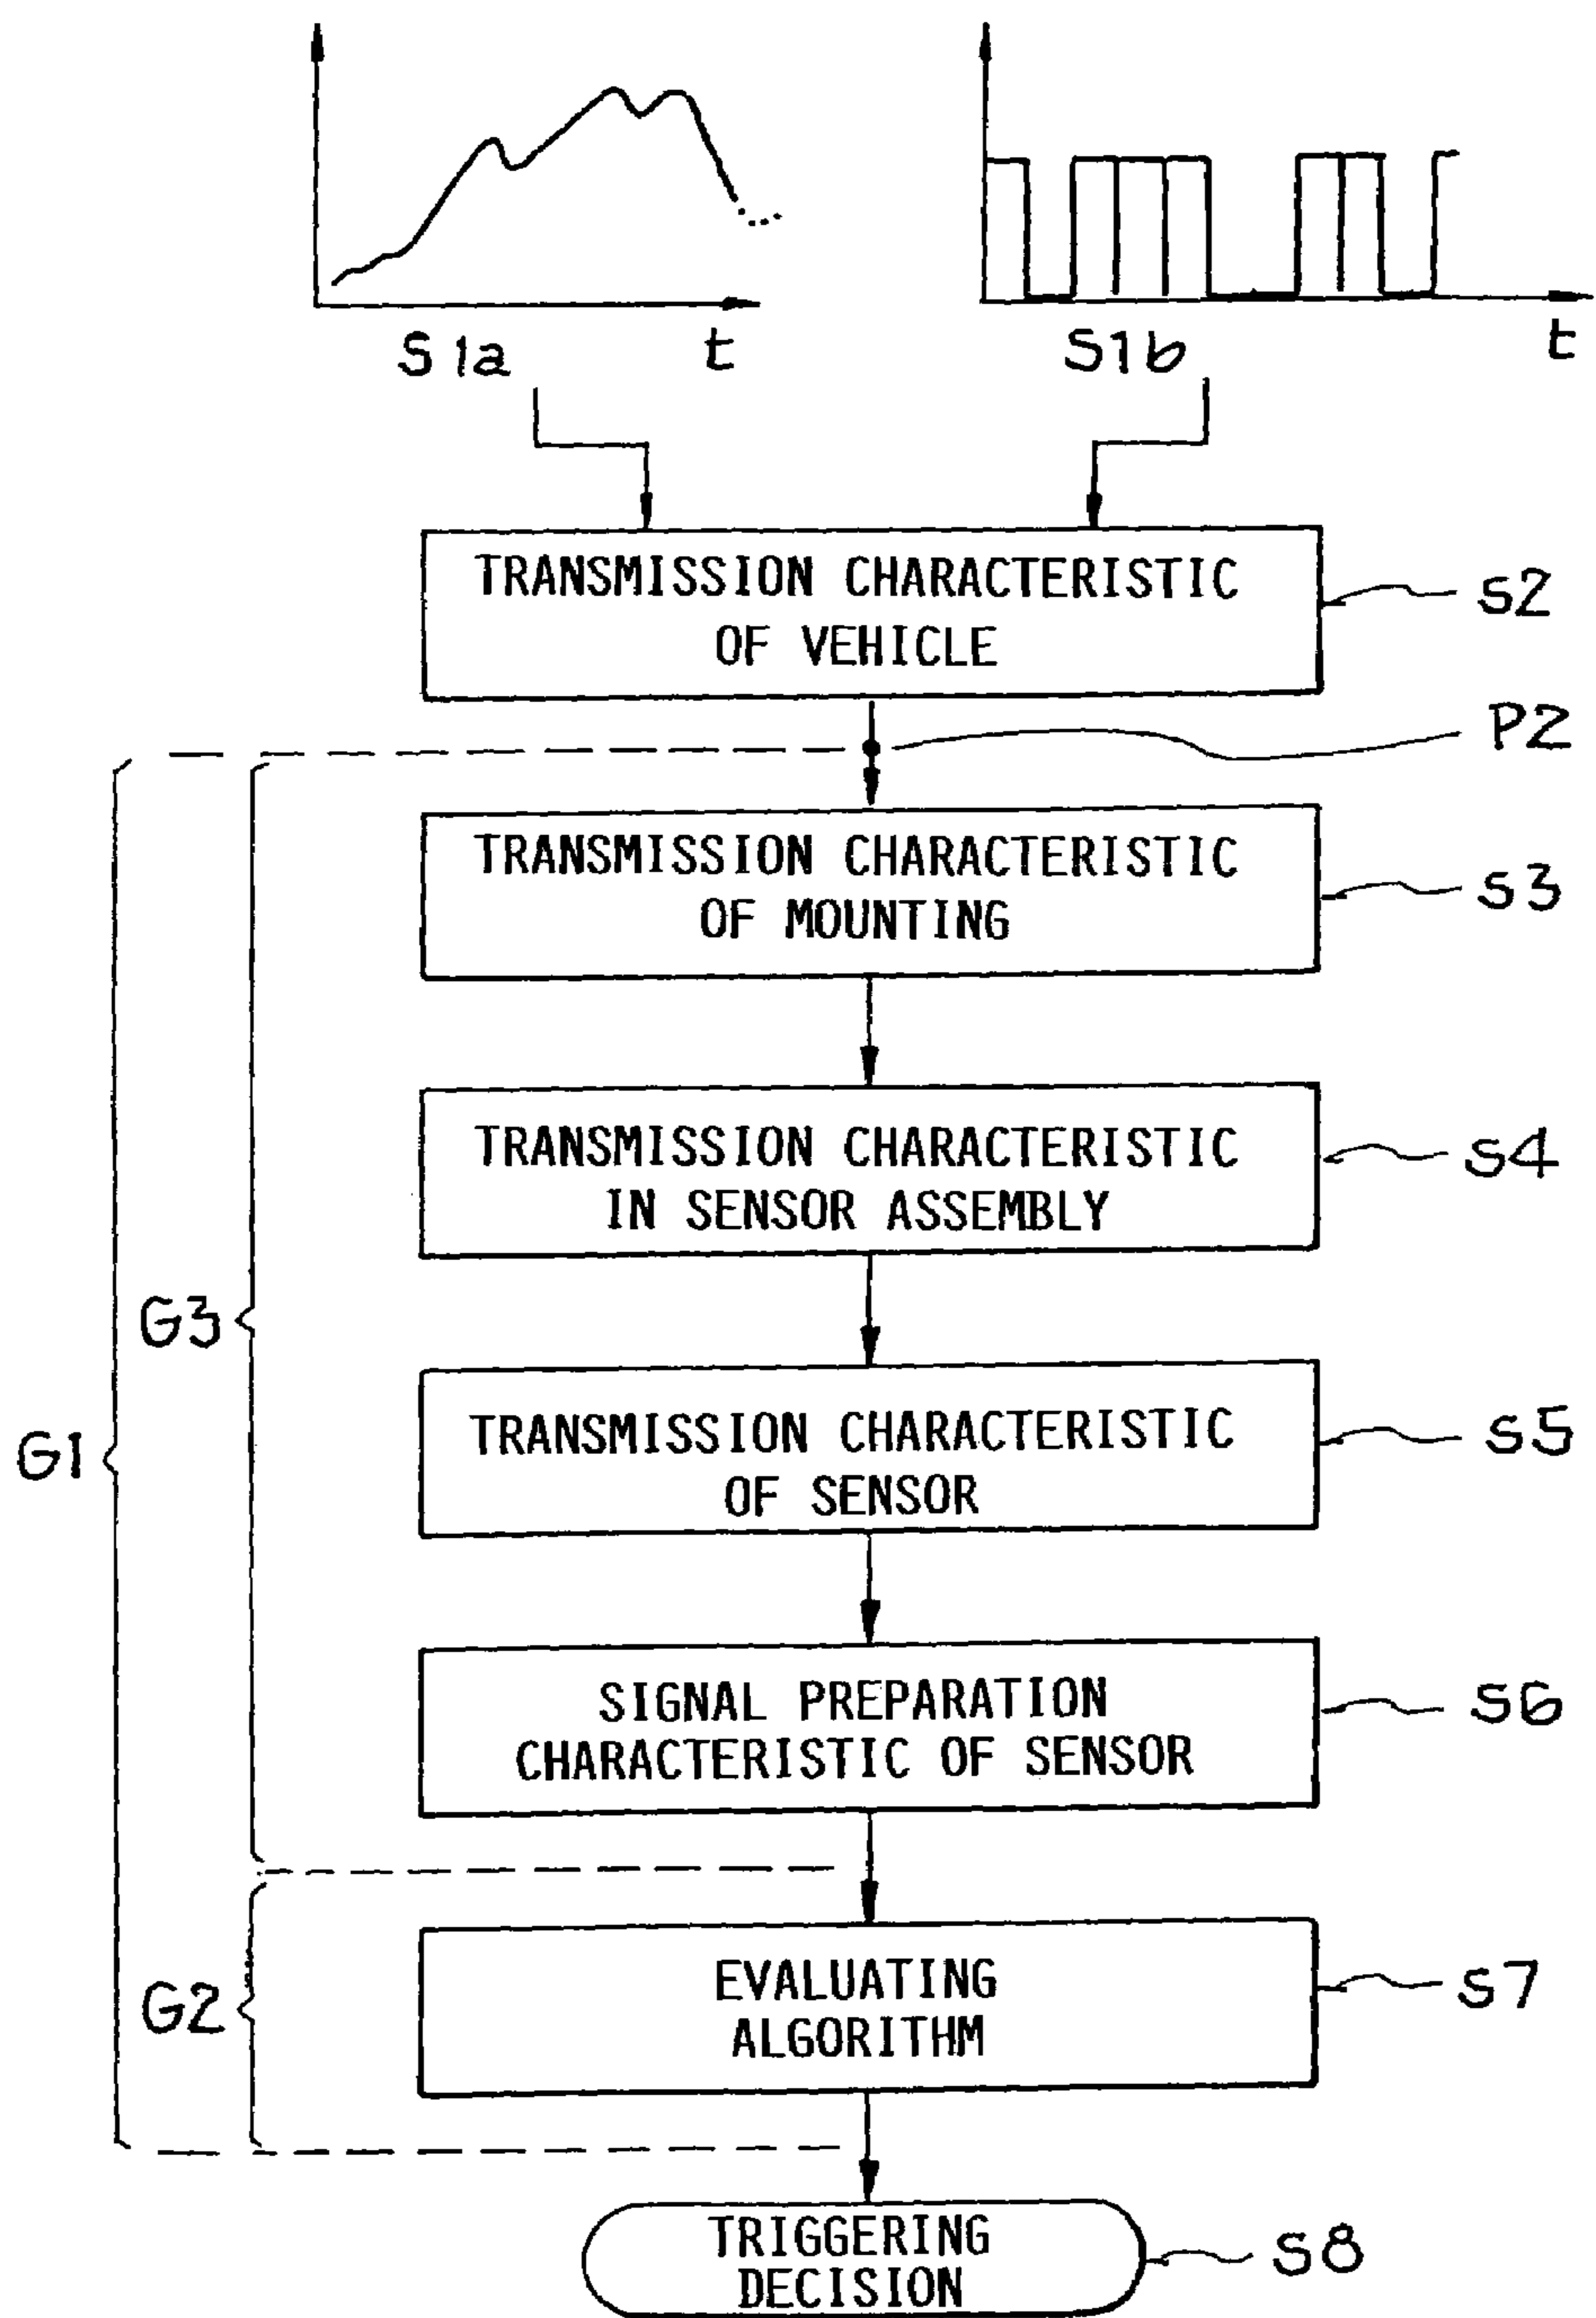 S1a
t
S1b
t
TRANSMISSION CHARACTERISTIC
OF VEHICLE
S2
P2
TRANSMISSION CHARACTERISTIC
OF MOUNTING
S3
TRANSMISSION CHARACTERISTIC
IN SENSOR ASSEMBLY
S4
G3
TRANSMISSION CHARACTERISTIC
OF SENSOR
S5
G1
SIGNAL PREPARATION
CHARACTERISTIC OF SENSOR
S6
EVALUATING
ALGORITHM
S7
G2
TRIGGERING
DECISION
S8